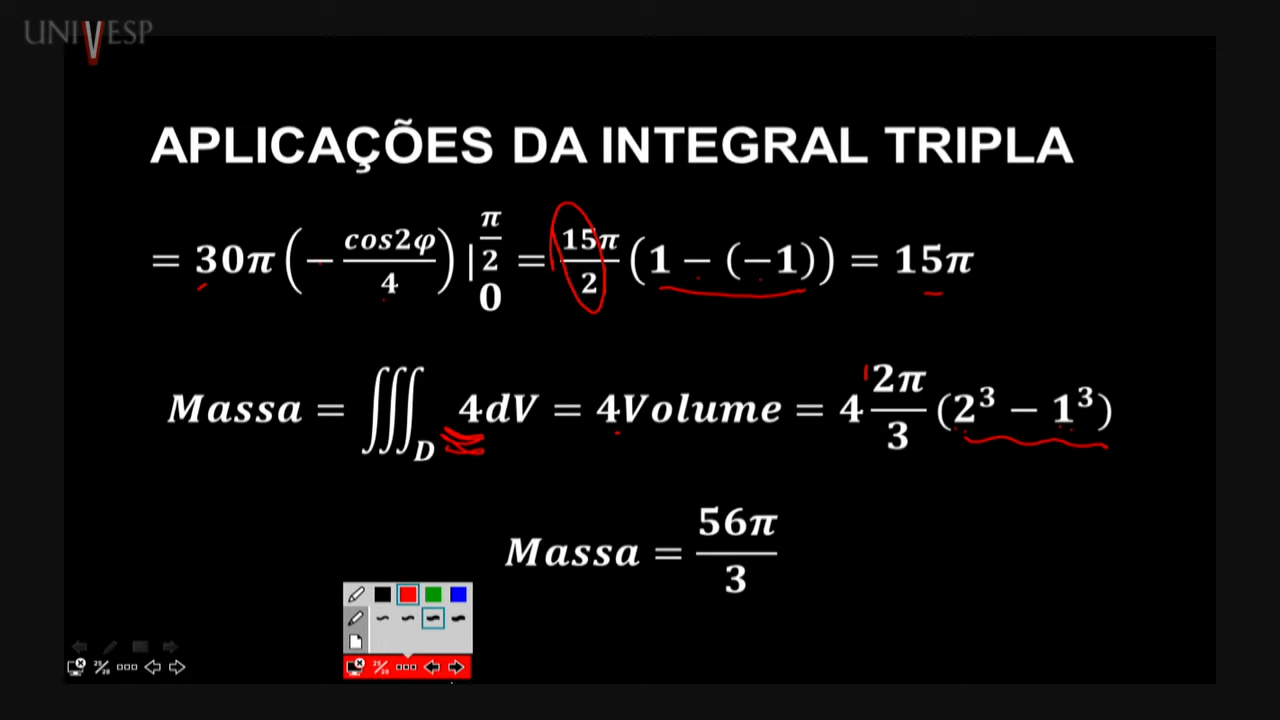 UNIVESP
APLICAÇÕES DA INTEGRAL TRIPLA
= 30π (− cos2φ / 4) | π/2 0 = 15π/2 (1 − (−1)) = 15π
Massa = ∭_D 4dV = 4Volume = 4 2π/3 (2³ − 1³)
Massa = 56π/3